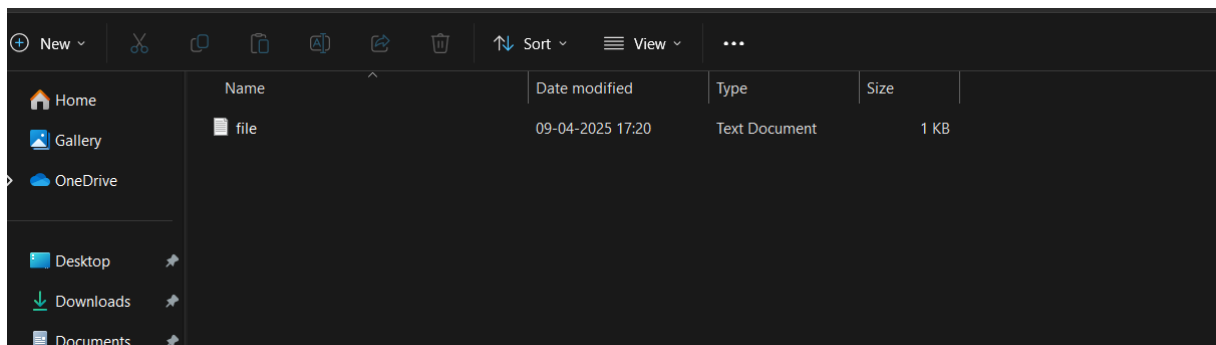 New Sort View
Name Date modified Type Size
Home
file 09-04-2025 17:20 Text Document 1 KB
Gallery
OneDrive
Desktop
Downloads
Documents